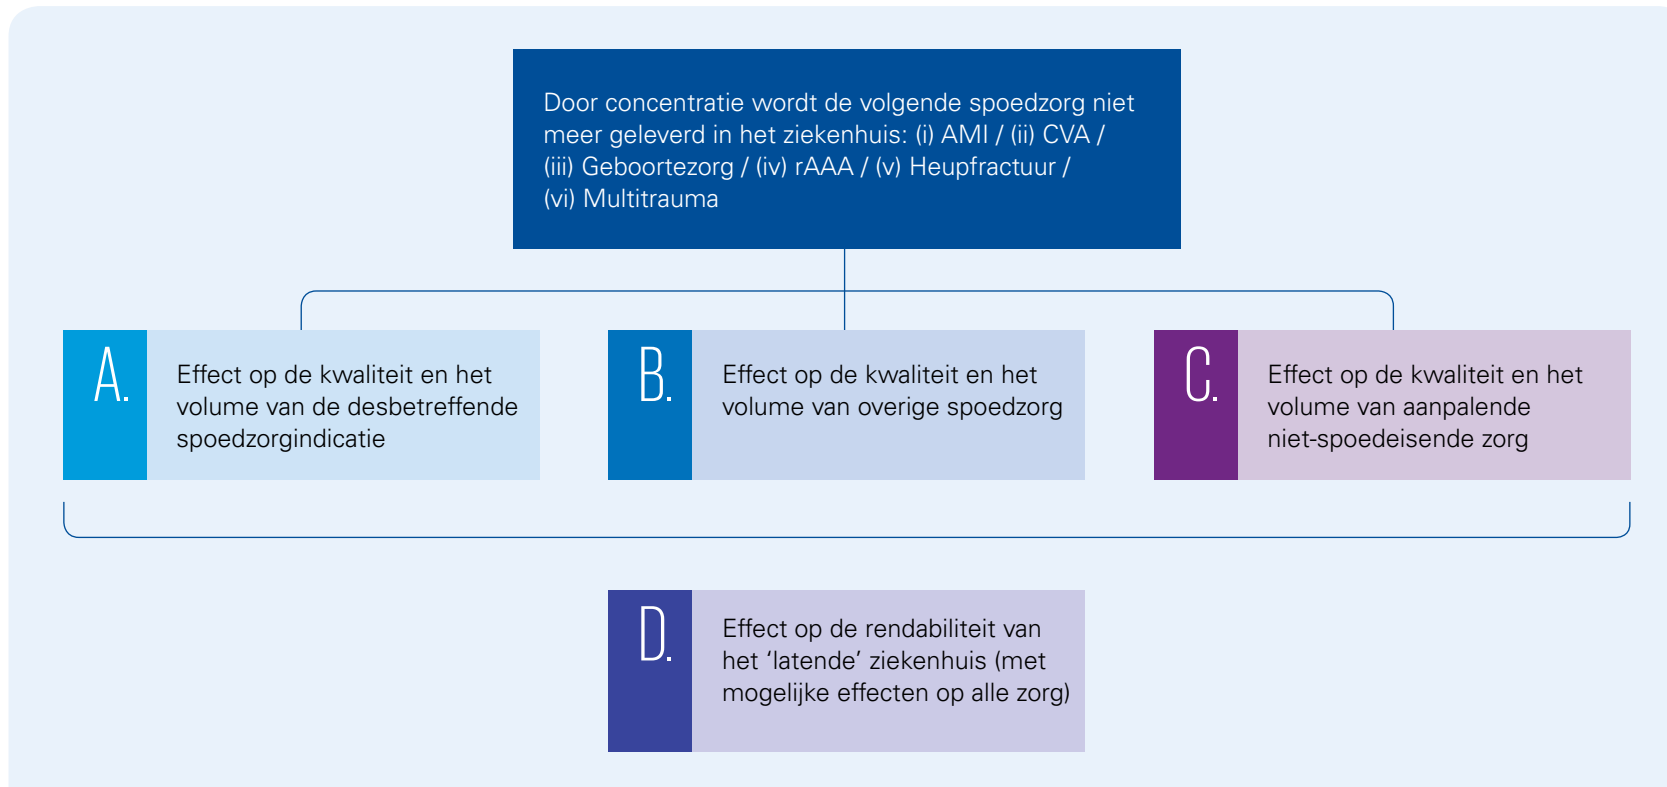 Door concentratie wordt de volgende spoedzorg niet
meer geleverd in het ziekenhuis: (i) AMI / (ii) CVA /
(iii) Geboortezorg / (iv) rAAA / (v) Heupfractuur /
(vi) Multitrauma
A.
Effect op de kwaliteit en het
volume van de desbetreffende
spoedzorgindicatie
B.
Effect op de kwaliteit en het
volume van overige spoedzorg
C.
Effect op de kwaliteit en het
volume van aanpalende
niet-spoedeisende zorg
D.
Effect op de rendabiliteit van
het ‘latende’ ziekenhuis (met
mogelijke effecten op alle zorg)